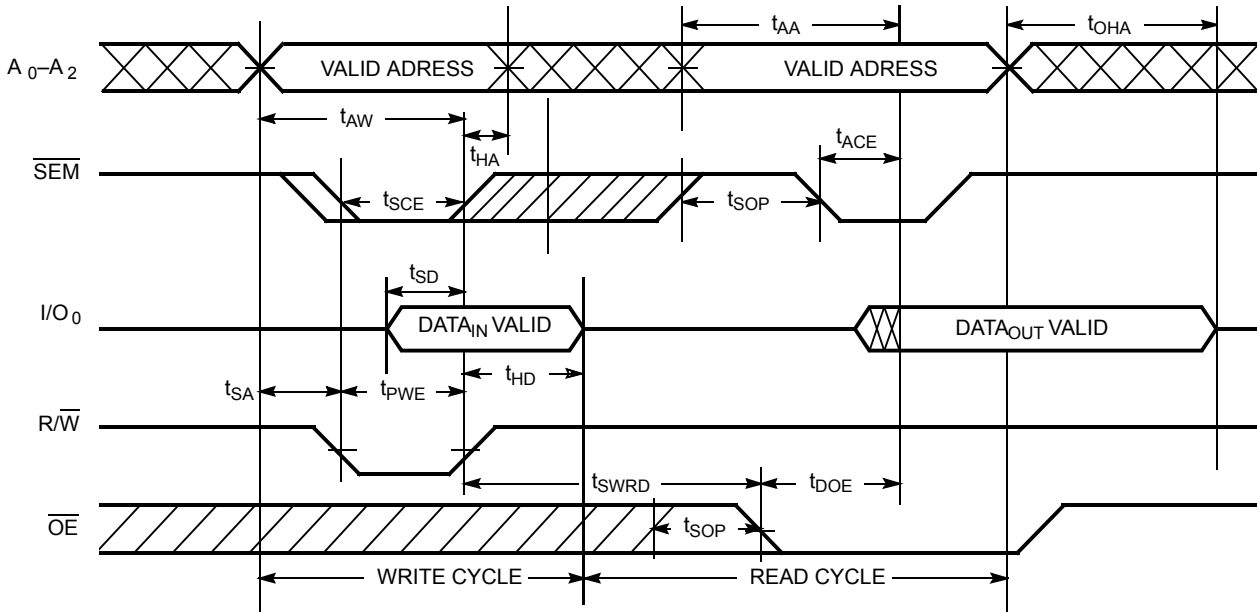 tAA
tOHA
A 0–A2
VALID ADRESS
VALID ADRESS
tAW
tHA
tACE
SEM
tSCE
tSOP
tSD
I/O0
DATAIN VALID
DATAOUT VALID
tSA
tPWE
tHD
R/W
tSWRD
tDOE
OE
tSOP
WRITE CYCLE
READ CYCLE